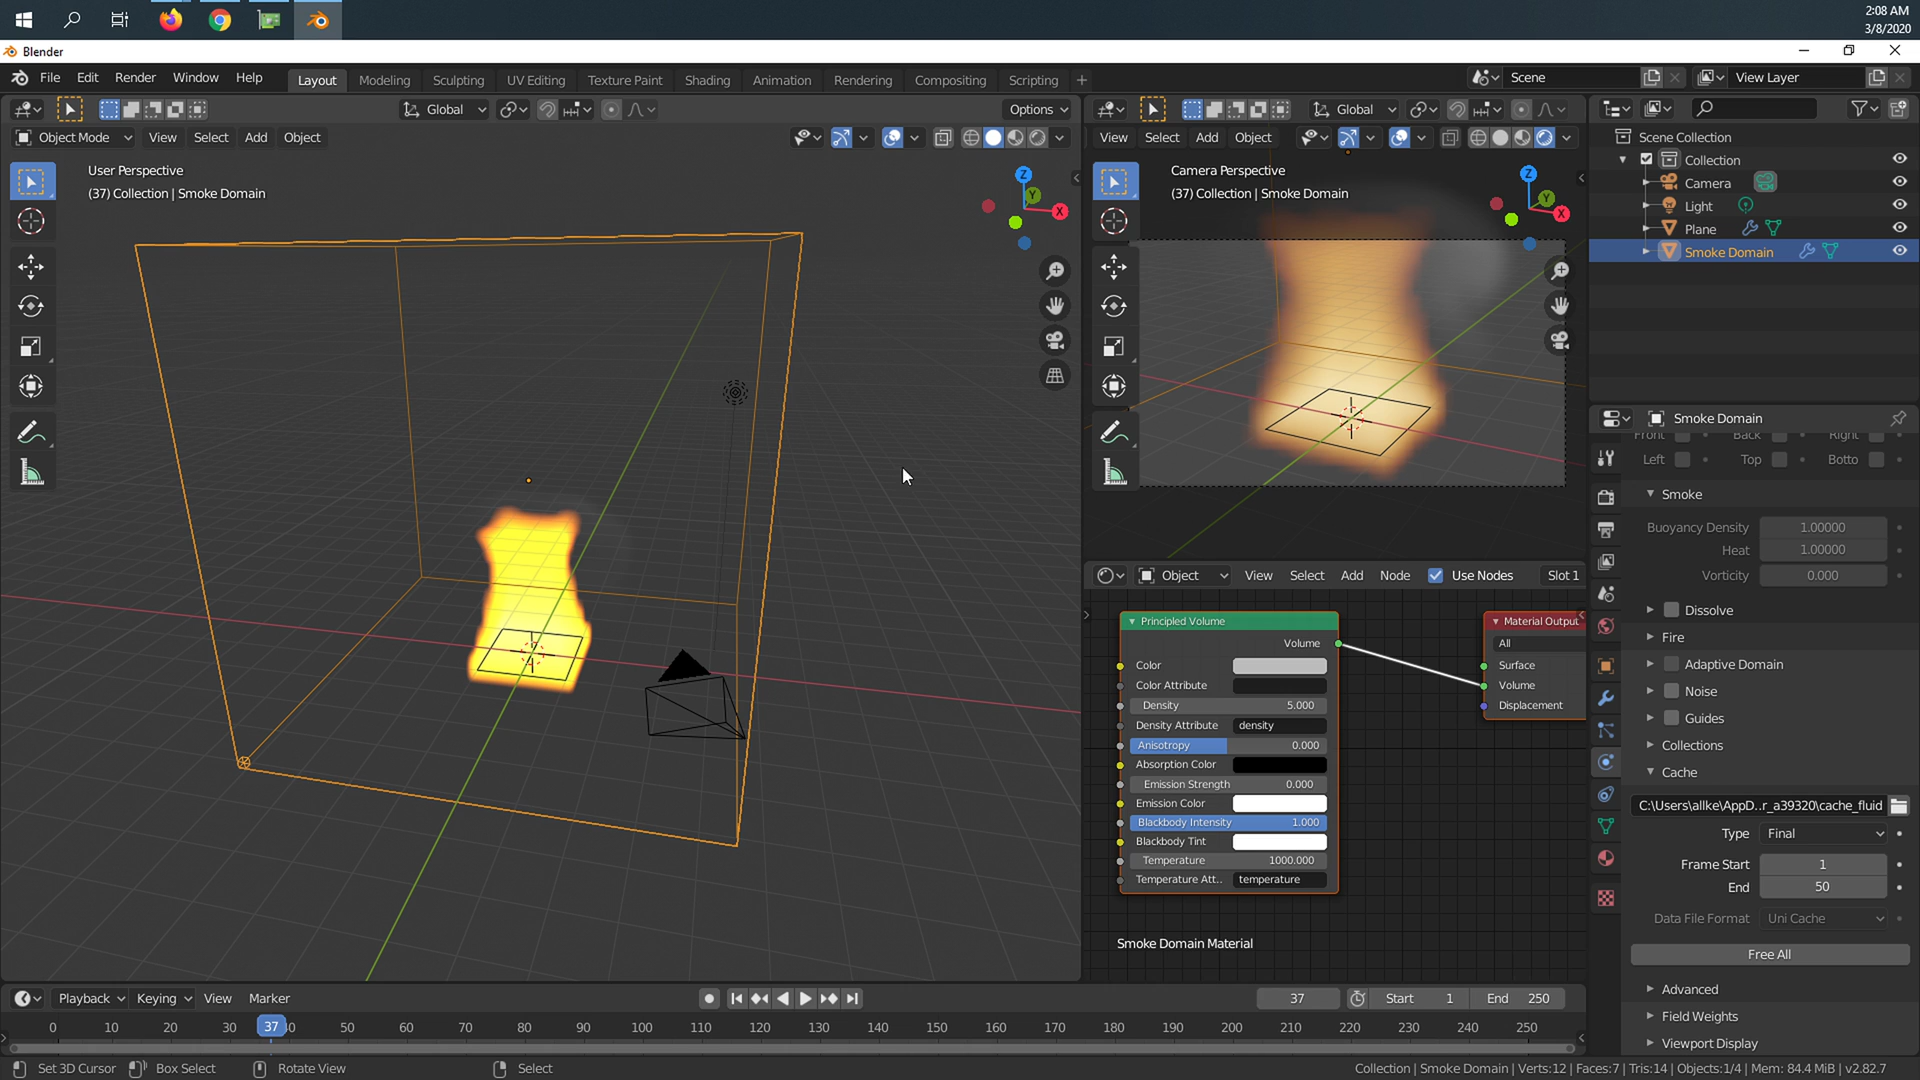 2:08 AM
3/8/2020
Blender
File Edit Render Window Help Layout Modeling Sculpting UV Editing Texture Paint Shading Animation Rendering Compositing Scripting + Scene View Layer
Global Options
Object Mode View Select Add Object
User Perspective
(37) Collection | Smoke Domain
Z
Y
X
Global
View Select Add Object
Camera Perspective
(37) Collection | Smoke Domain
Z
Y
X
Object View Select Add Node Use Nodes Slot 1
Principled Volume
Volume
Color
Color Attribute
Density 5.000
Density Attribute density
Anisotropy 0.000
Absorption Color
Emission Strength 0.000
Emission Color
Blackbody Intensity 1.000
Blackbody Tint
Temperature 1000.000
Temperature Att.. temperature
Material Output
All
Surface
Volume
Displacement
Smoke Domain Material
Scene Collection
Collection
Camera
Light
Plane
Smoke Domain
Smoke Domain
Front Back Right
Left Top Botto
Smoke
Buoyancy Density 1.00000
Heat 1.00000
Vorticity 0.000
Dissolve
Fire
Adaptive Domain
Noise
Guides
Collections
Cache
C:\Users\allke\AppD..r_a39320\cache_fluid
Type Final
Frame Start 1
End 50
Data File Format Uni Cache
Free All
Advanced
Field Weights
Viewport Display
Playback Keying View Marker 37 Start 1 End 250
0 10 20 30 37 50 60 70 80 90 100 110 120 130 140 150 160 170 180 190 200 210 220 230 240 250
Set 3D Cursor Box Select Rotate View Select Collection | Smoke Domain | Verts:12 | Faces:7 | Tris:14 | Objects:1/4 | Mem: 84.4 MiB | v2.82.7